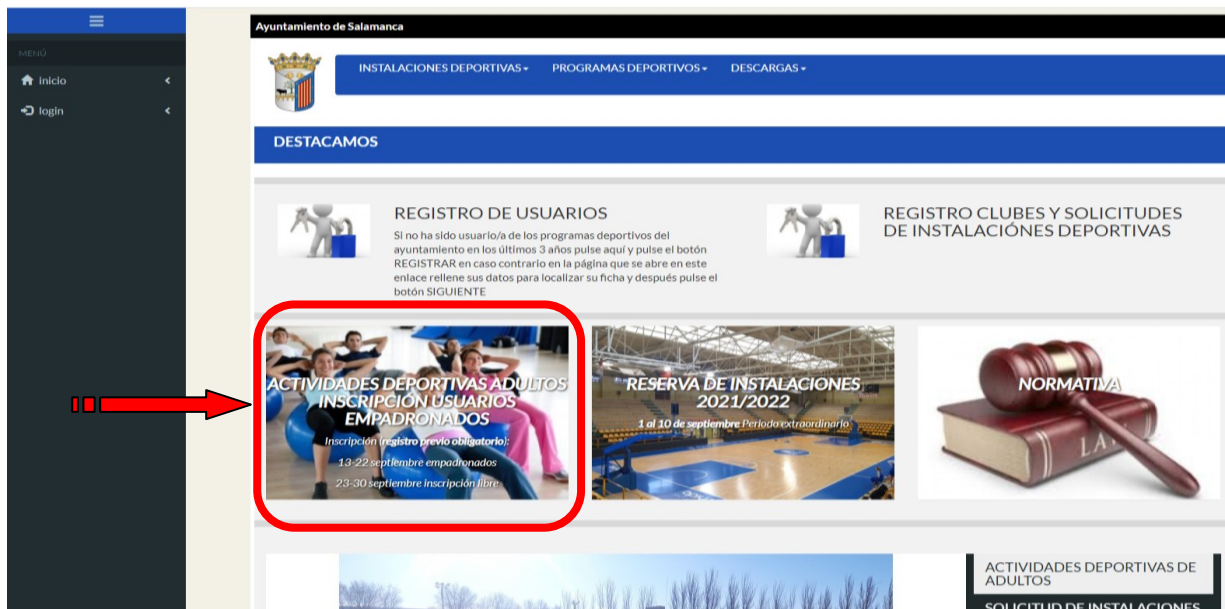 MENÚ
inicio
login
Ayuntamiento de Salamanca
INSTALACIONES DEPORTIVAS PROGRAMAS DEPORTIVOS DESCARGAS
DESTACAMOS
REGISTRO DE USUARIOS
Si no ha sido usuario/a de los programas deportivos del
ayuntamiento en los últimos 3 años pulse aquí y pulse el botón
REGISTRAR en caso contrario en la página que se abre en este
enlace rellene sus datos para localizar su ficha y después pulse el
botón SIGUIENTE
REGISTRO CLUBES Y SOLICITUDES
DE INSTALACIÓNES DEPORTIVAS
ACTIVIDADES DEPORTIVAS ADULTOS
INSCRIPCIÓN USUARIOS
EMPADRONADOS
Inscripción (registro previo obligatorio):
13-22 septiembre empadronados
23-30 septiembre inscripción libre
RESERVA DE INSTALACIONES
2021/2022
1 al 10 de septiembre Periodo extraordinario
NORMATIVA
LAW
ACTIVIDADES DEPORTIVAS DE
ADULTOS
SOLICITUD DE INSTALACIONES